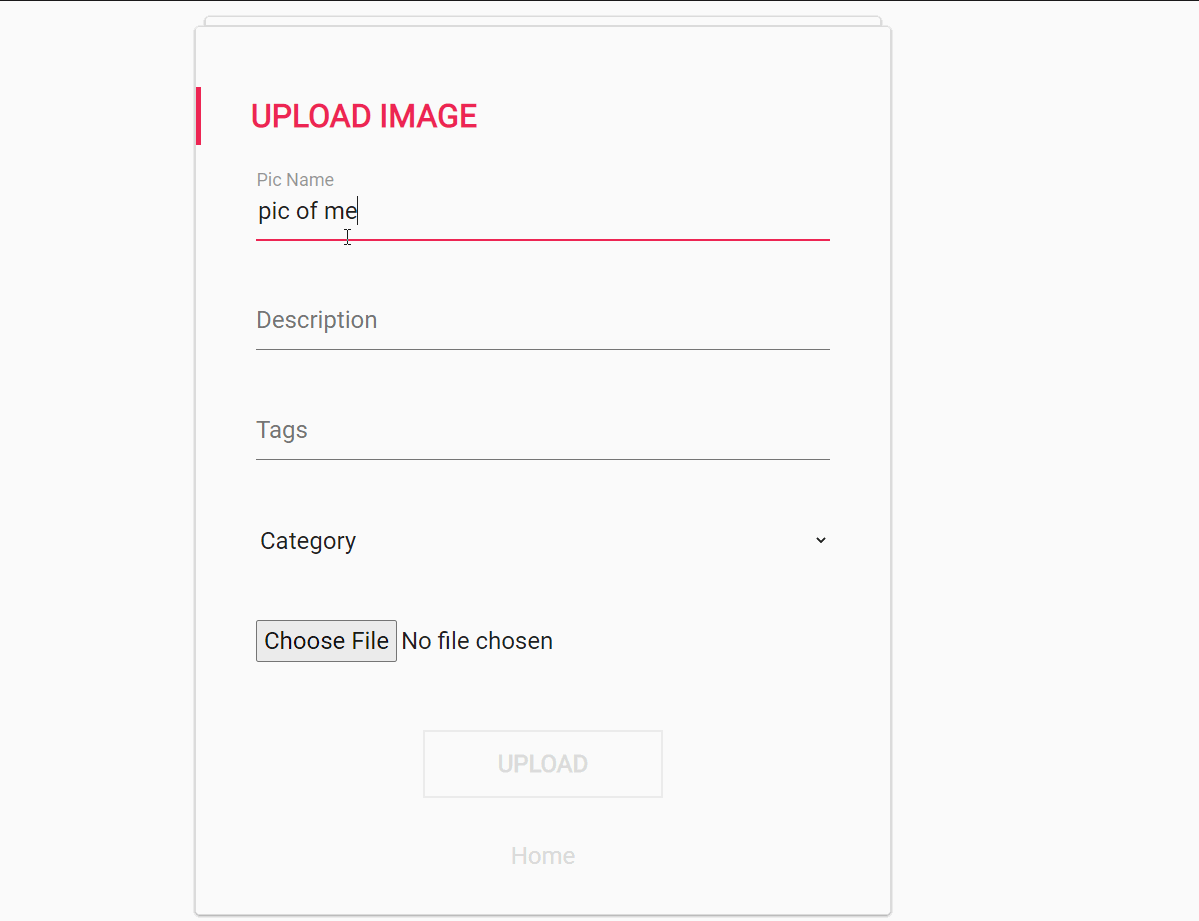 UPLOAD IMAGE
Pic Name
pic of me
Description
Tags
Category
Choose File No file chosen
UPLOAD
Home